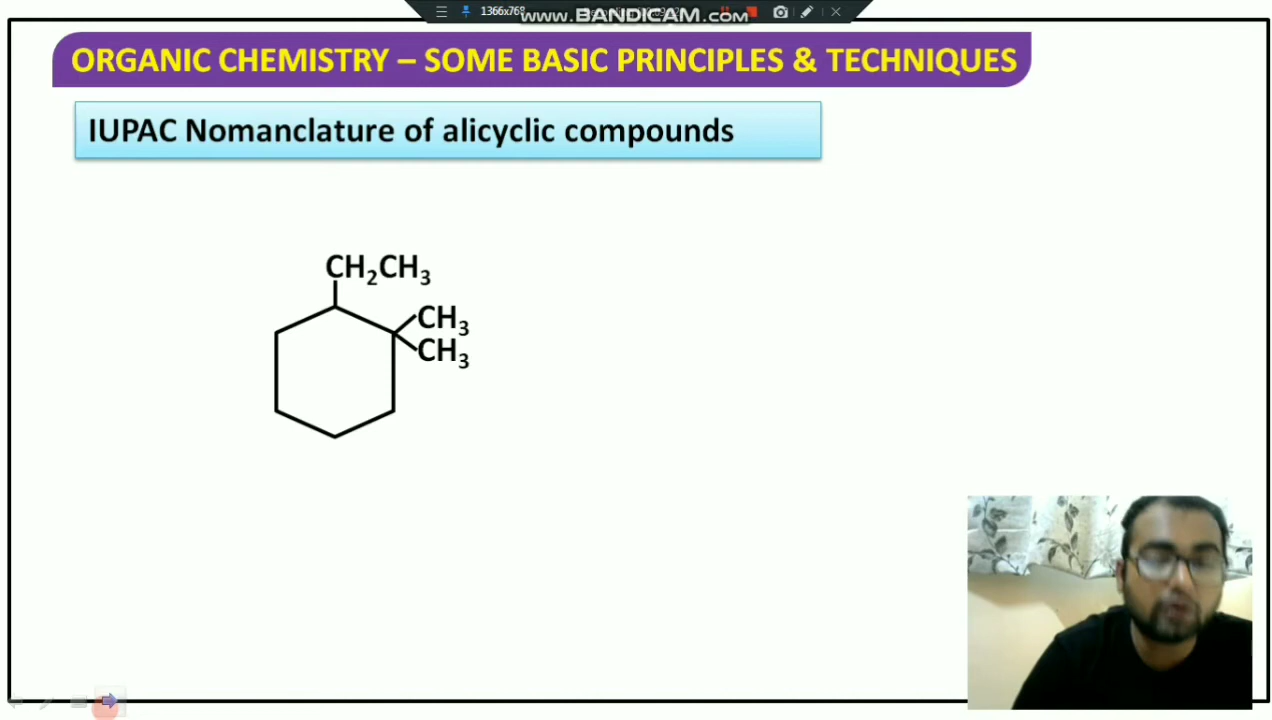 1366x768
www.BANDICAM.com
ORGANIC CHEMISTRY – SOME BASIC PRINCIPLES & TECHNIQUES
IUPAC Nomanclature of alicyclic compounds
CH₂CH₃
CH₃
CH₃